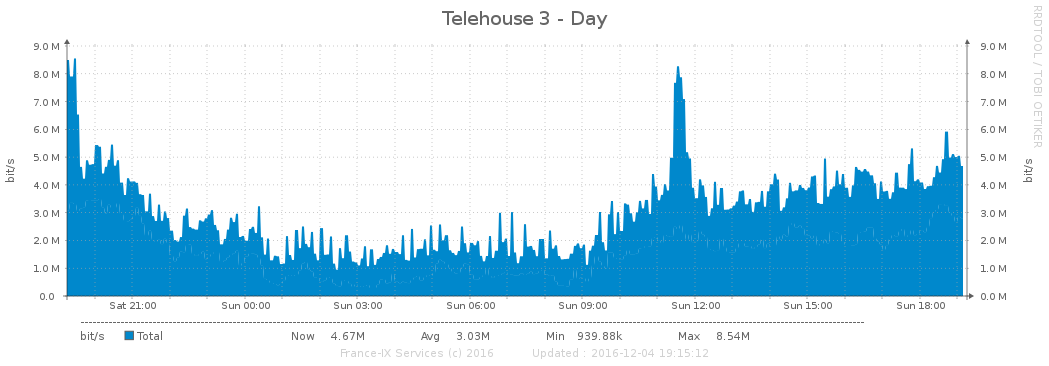 Telehouse 3 - Day
RRDTOOL / TOBI OETIKER
bit/s
9.0 M
8.0 M
7.0 M
6.0 M
5.0 M
4.0 M
3.0 M
2.0 M
1.0 M
0.0
9.0 M
8.0 M
7.0 M
6.0 M
5.0 M
4.0 M
3.0 M
2.0 M
1.0 M
0.0 M
bit/s
Sat 21:00 Sun 00:00 Sun 03:00 Sun 06:00 Sun 09:00 Sun 12:00 Sun 15:00 Sun 18:00
bit/s Total Now 4.67M Avg 3.03M Min 939.88k Max 8.54M
France-IX Services (c) 2016 Updated : 2016-12-04 19:15:12